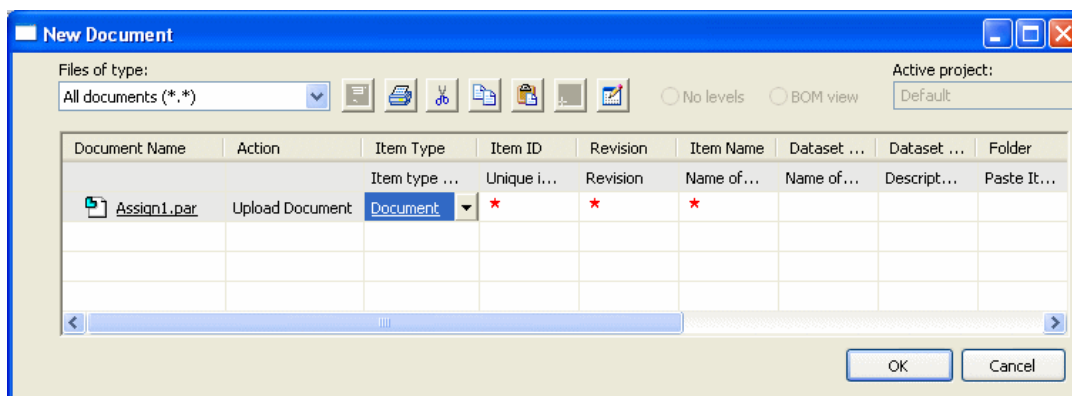 New Document
Files of type:
Active project:
All documents (*.*)
No levels
BOM view
Default
Document Name Action Item Type Item ID Revision Item Name Dataset ... Dataset ... Folder
Item type ... Unique i... Revision Name of... Name of... Descript... Paste It...
Assign1.par Upload Document Document * * *
OK Cancel